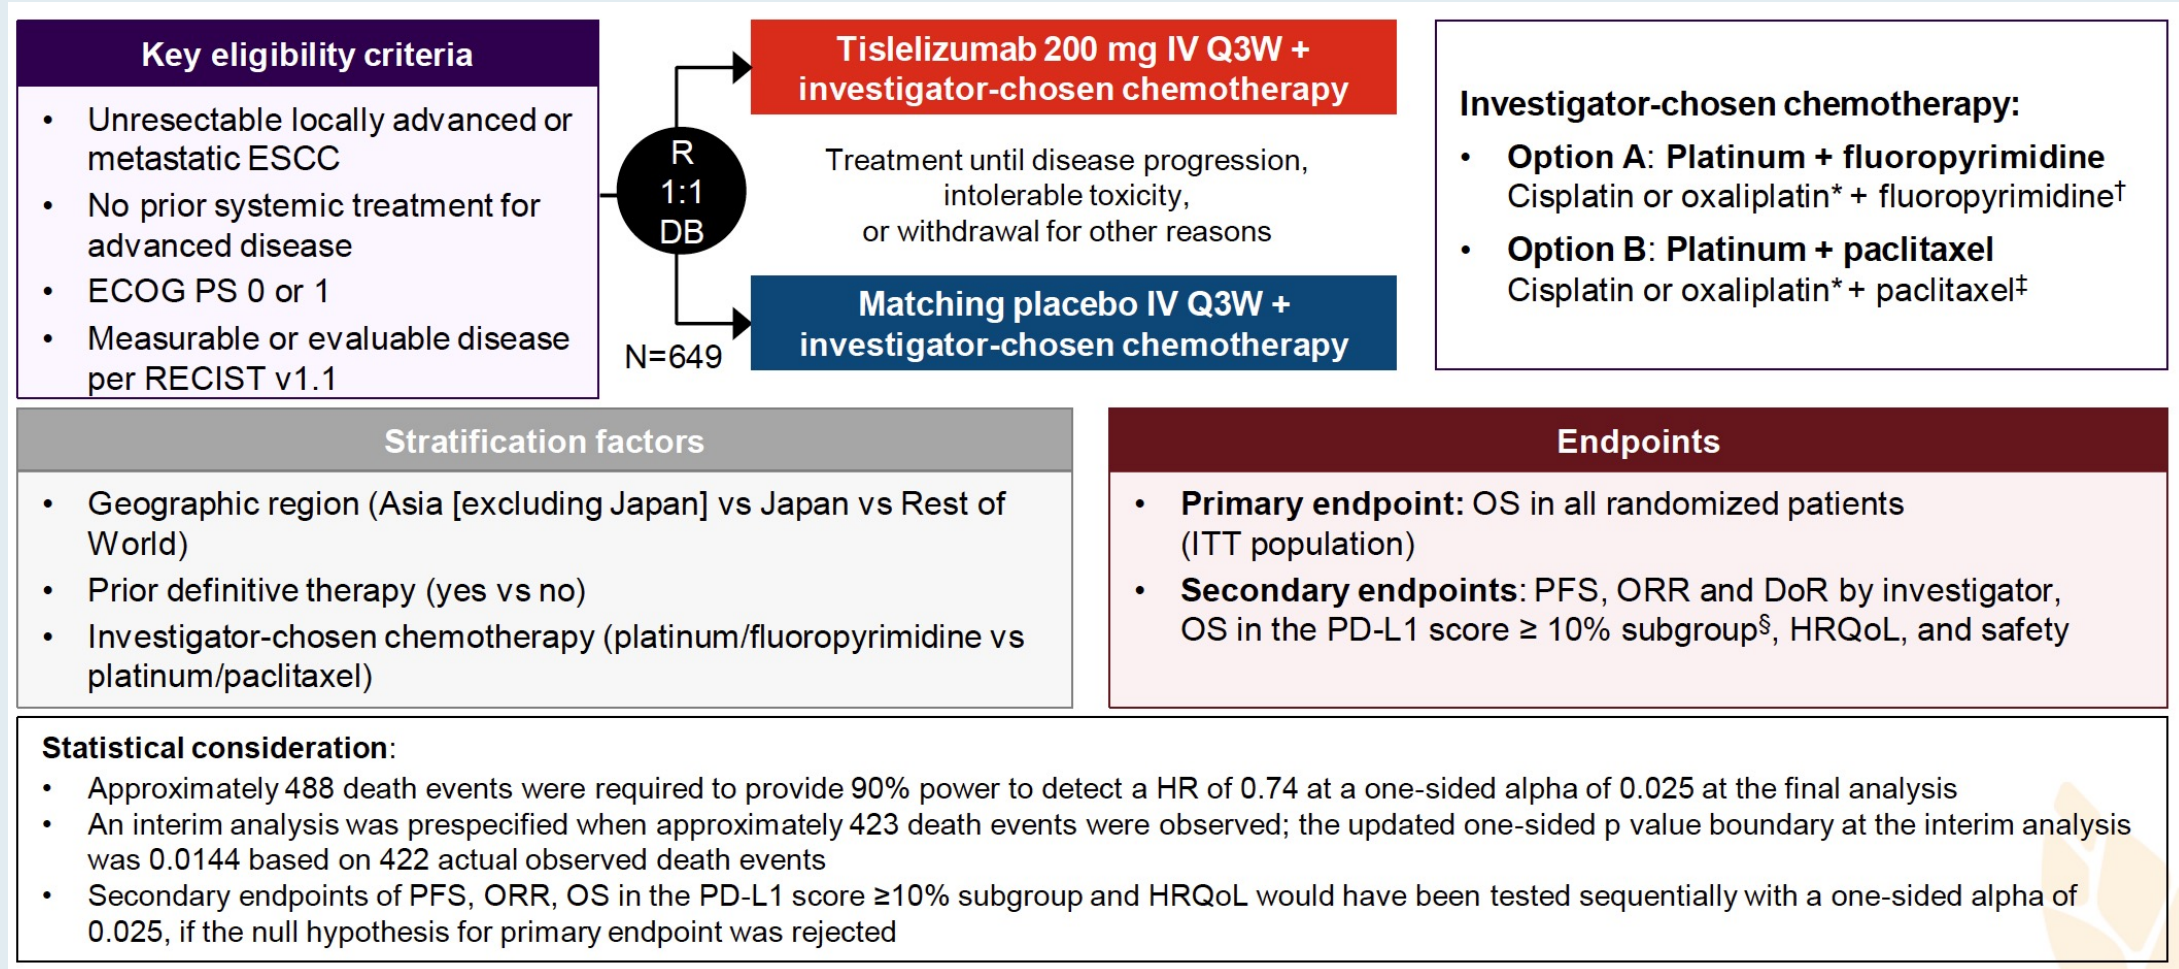 Key eligibility criteria
• Unresectable locally advanced or
metastatic ESCC
• No prior systemic treatment for
advanced disease
• ECOG PS 0 or 1
• Measurable or evaluable disease
per RECIST v1.1
R
1:1
DB
N=649
Tislelizumab 200 mg IV Q3W +
investigator-chosen chemotherapy
Treatment until disease progression,
intolerable toxicity,
or withdrawal for other reasons
Matching placebo IV Q3W +
investigator-chosen chemotherapy
Investigator-chosen chemotherapy:
• Option A: Platinum + fluoropyrimidine
Cisplatin or oxaliplatin* + fluoropyrimidine†
• Option B: Platinum + paclitaxel
Cisplatin or oxaliplatin* + paclitaxel‡
Stratification factors
• Geographic region (Asia [excluding Japan] vs Japan vs Rest of
World)
• Prior definitive therapy (yes vs no)
• Investigator-chosen chemotherapy (platinum/fluoropyrimidine vs
platinum/paclitaxel)
Endpoints
• Primary endpoint: OS in all randomized patients
(ITT population)
• Secondary endpoints: PFS, ORR and DoR by investigator,
OS in the PD-L1 score ≥ 10% subgroup§, HRQoL, and safety
Statistical consideration:
• Approximately 488 death events were required to provide 90% power to detect a HR of 0.74 at a one-sided alpha of 0.025 at the final analysis
• An interim analysis was prespecified when approximately 423 death events were observed; the updated one-sided p value boundary at the interim analysis
was 0.0144 based on 422 actual observed death events
• Secondary endpoints of PFS, ORR, OS in the PD-L1 score ≥10% subgroup and HRQoL would have been tested sequentially with a one-sided alpha of
0.025, if the null hypothesis for primary endpoint was rejected